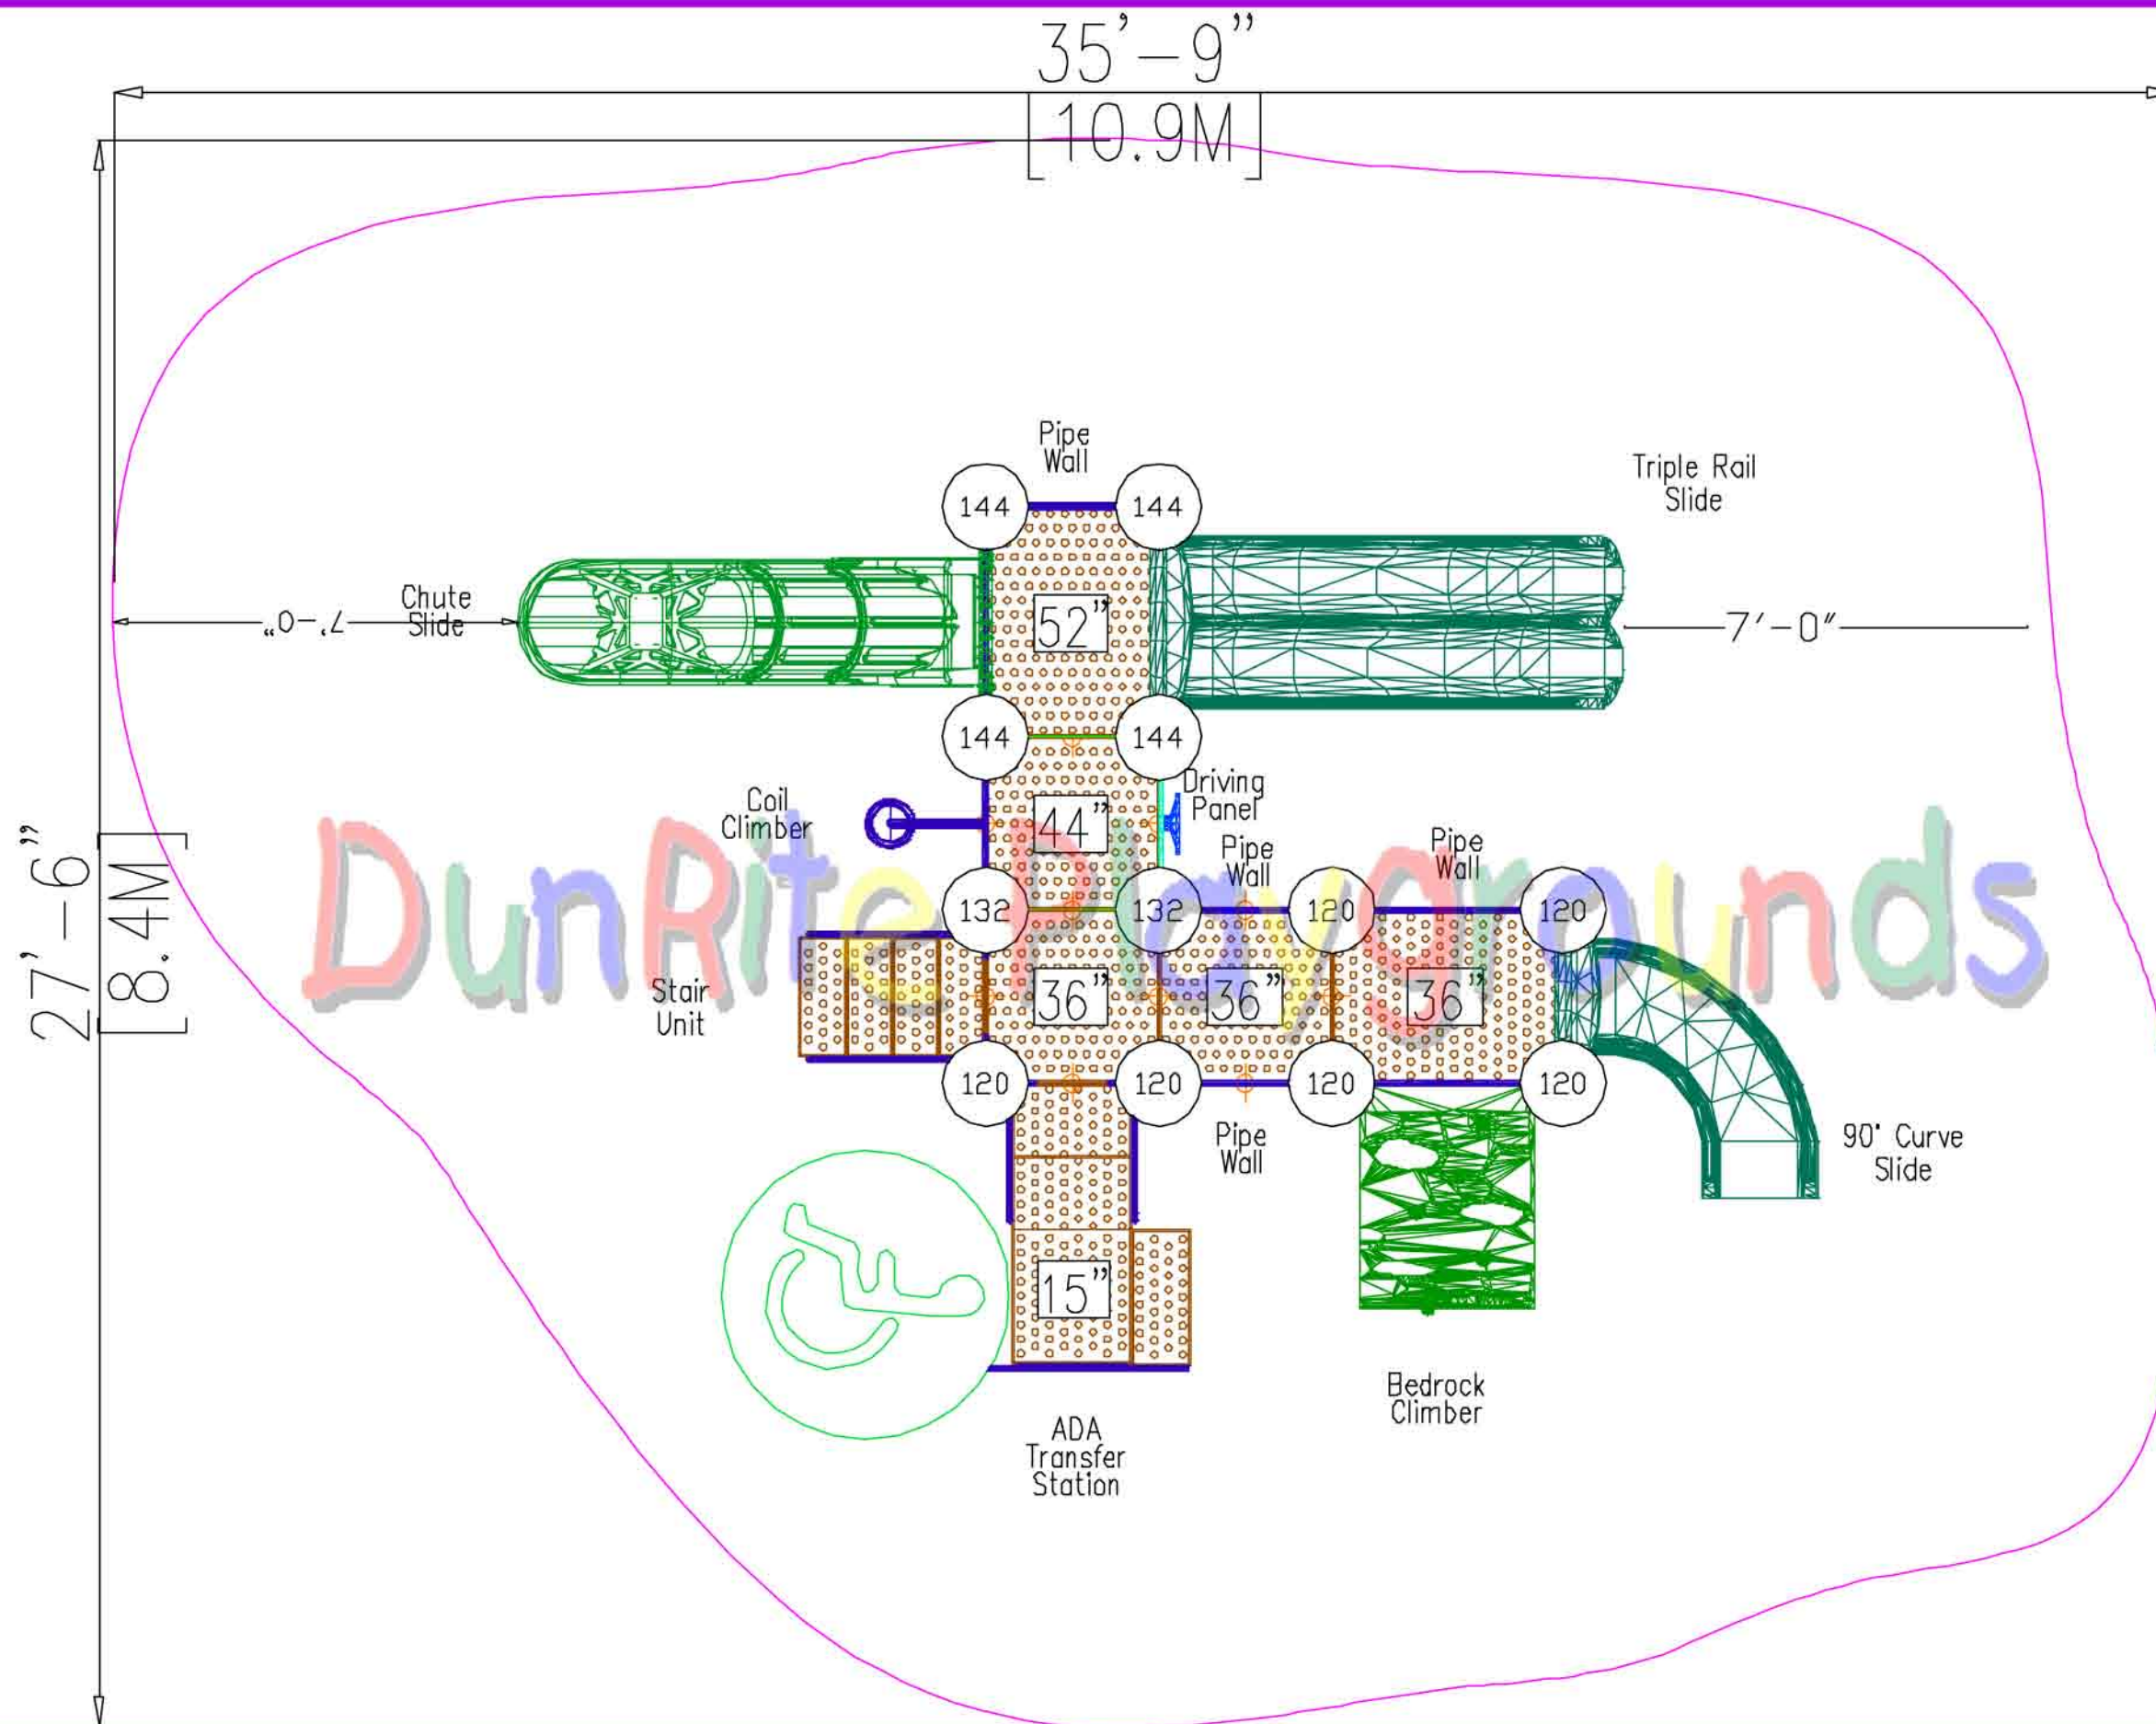 35'-9"
[10.9M]
Pipe
Wall
Triple Rail
Slide
144
144
Chute
Slide
7'-0"
52"
7'-0"
144
144
Coil
Climber
44"
Driving
Panel
Pipe
Wall
Pipe
Wall
27'-6"
[8.4M]
DunRite Playgrounds
132
132
120
120
Stair
Unit
36"
36"
36"
120
120
120
120
Pipe
Wall
90° Curve
Slide
15"
Bedrock
Climber
ADA
Transfer
Station